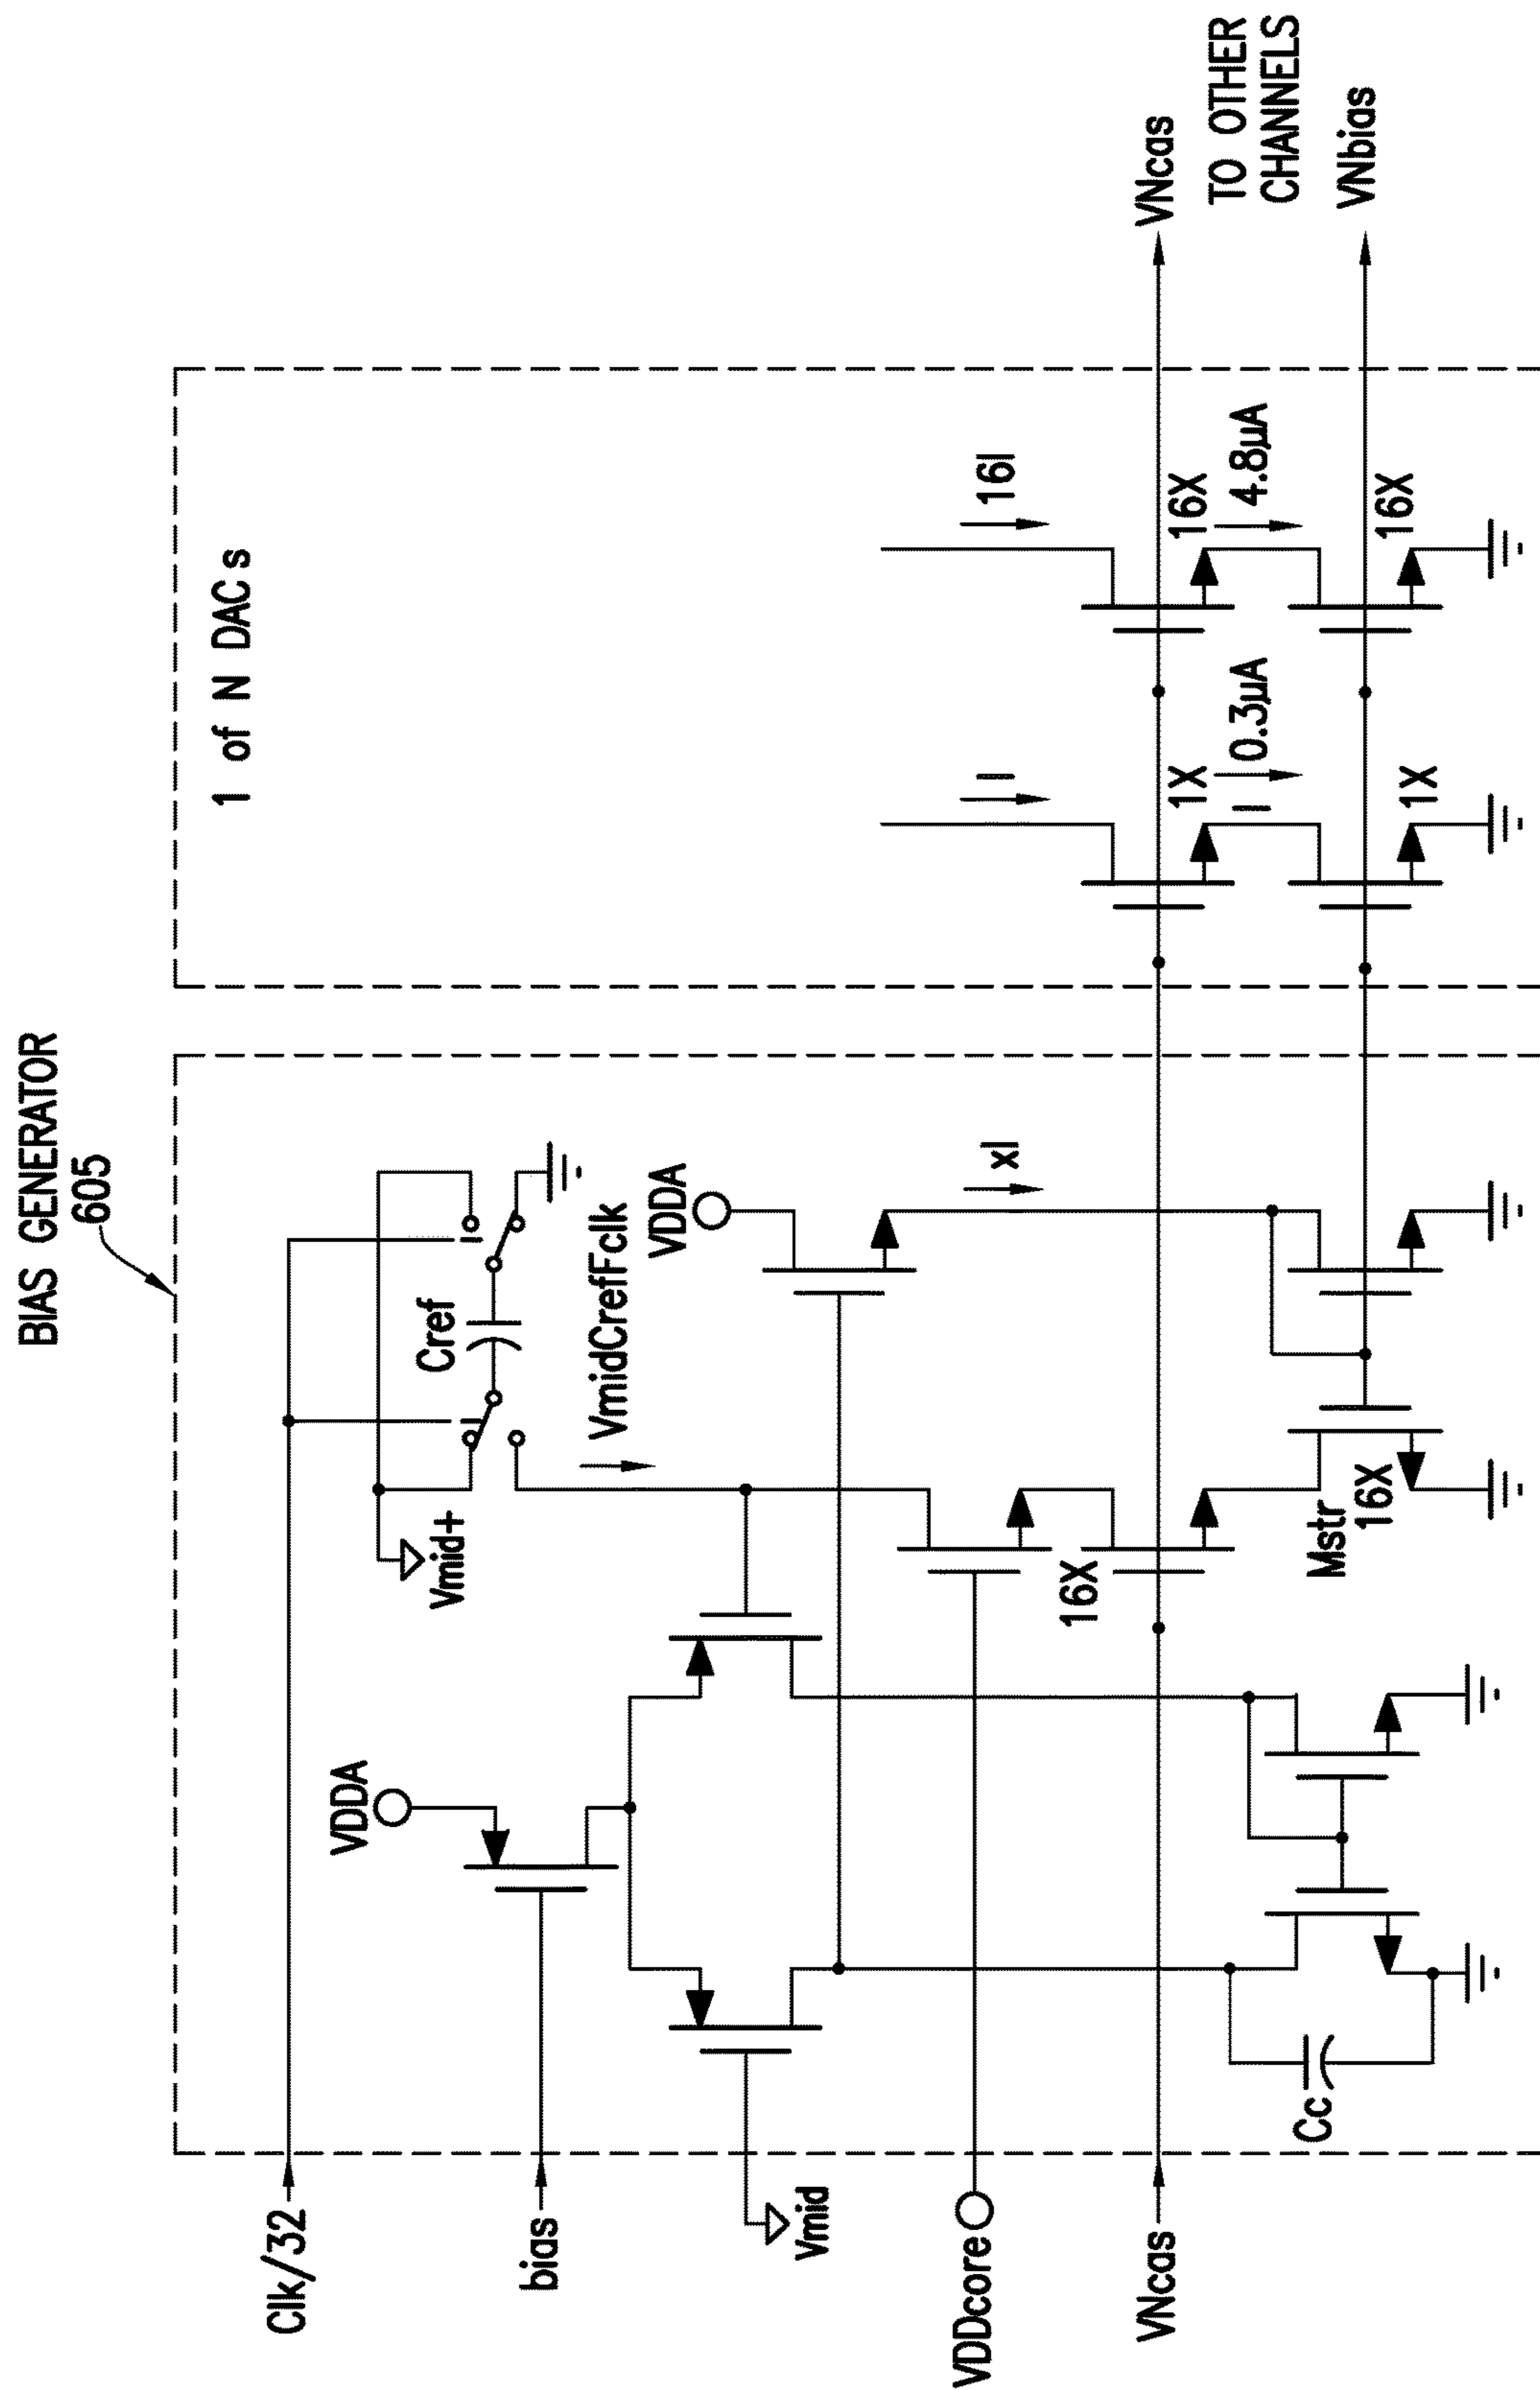 BIAS GENERATOR
605
Clk/32
bias
Vmid
VDDcore
VNcas
VDDA
Vmid+
Cref
VmidCrefFclk
VDDA
xI
16X
Mstr
16X
Cc
1 of N DACs
I
16I
1X
I
0.3µA
1X
16X
4.8µA
16X
VNcas
TO OTHER
CHANNELS
VNbias